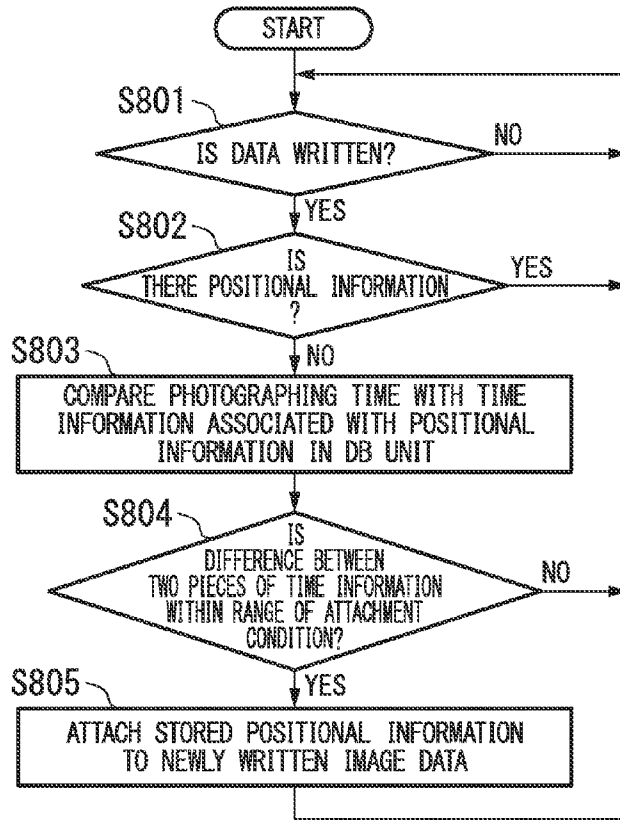 START
S801
IS DATA WRITTEN?
NO
YES
S802
IS
THERE POSITIONAL INFORMATION
?
YES
NO
S803
COMPARE PHOTOGRAPHING TIME WITH TIME
INFORMATION ASSOCIATED WITH POSITIONAL
INFORMATION IN DB UNIT
S804
IS
DIFFERENCE BETWEEN
TWO PIECES OF TIME INFORMATION
WITHIN RANGE OF ATTACHMENT
CONDITION?
NO
YES
S805
ATTACH STORED POSITIONAL INFORMATION
TO NEWLY WRITTEN IMAGE DATA